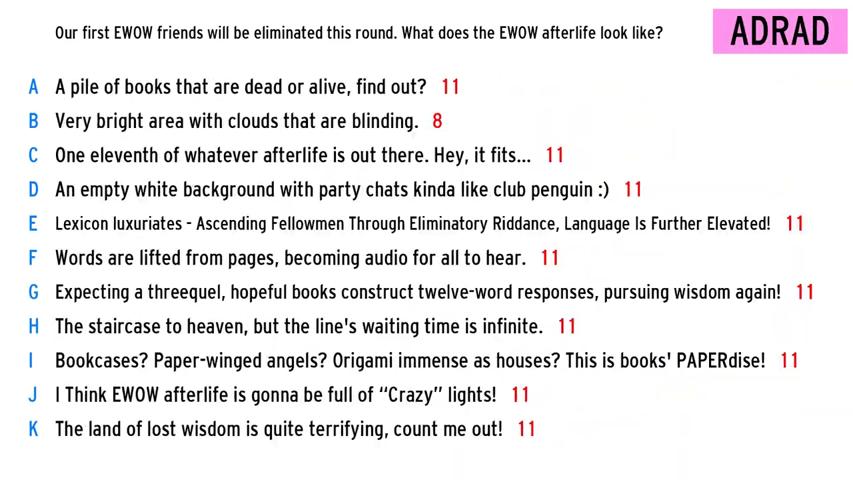 Our first EWOW friends will be eliminated this round. What does the EWOW afterlife look like?
ADRAD
A A pile of books that are dead or alive, find out? 11
B Very bright area with clouds that are blinding. 8
C One eleventh of whatever afterlife is out there. Hey, it fits... 11
D An empty white background with party chats kinda like club penguin :) 11
E Lexicon luxuriates - Ascending Fellowmen Through Eliminatory Riddance, Language Is Further Elevated! 11
F Words are lifted from pages, becoming audio for all to hear. 11
G Expecting a threequel, hopeful books construct twelve-word responses, pursuing wisdom again! 11
H The staircase to heaven, but the line's waiting time is infinite. 11
I Bookcases? Paper-winged angels? Origami immense as houses? This is books' PAPERdise! 11
J I Think EWOW afterlife is gonna be full of “Crazy” lights! 11
K The land of lost wisdom is quite terrifying, count me out! 11